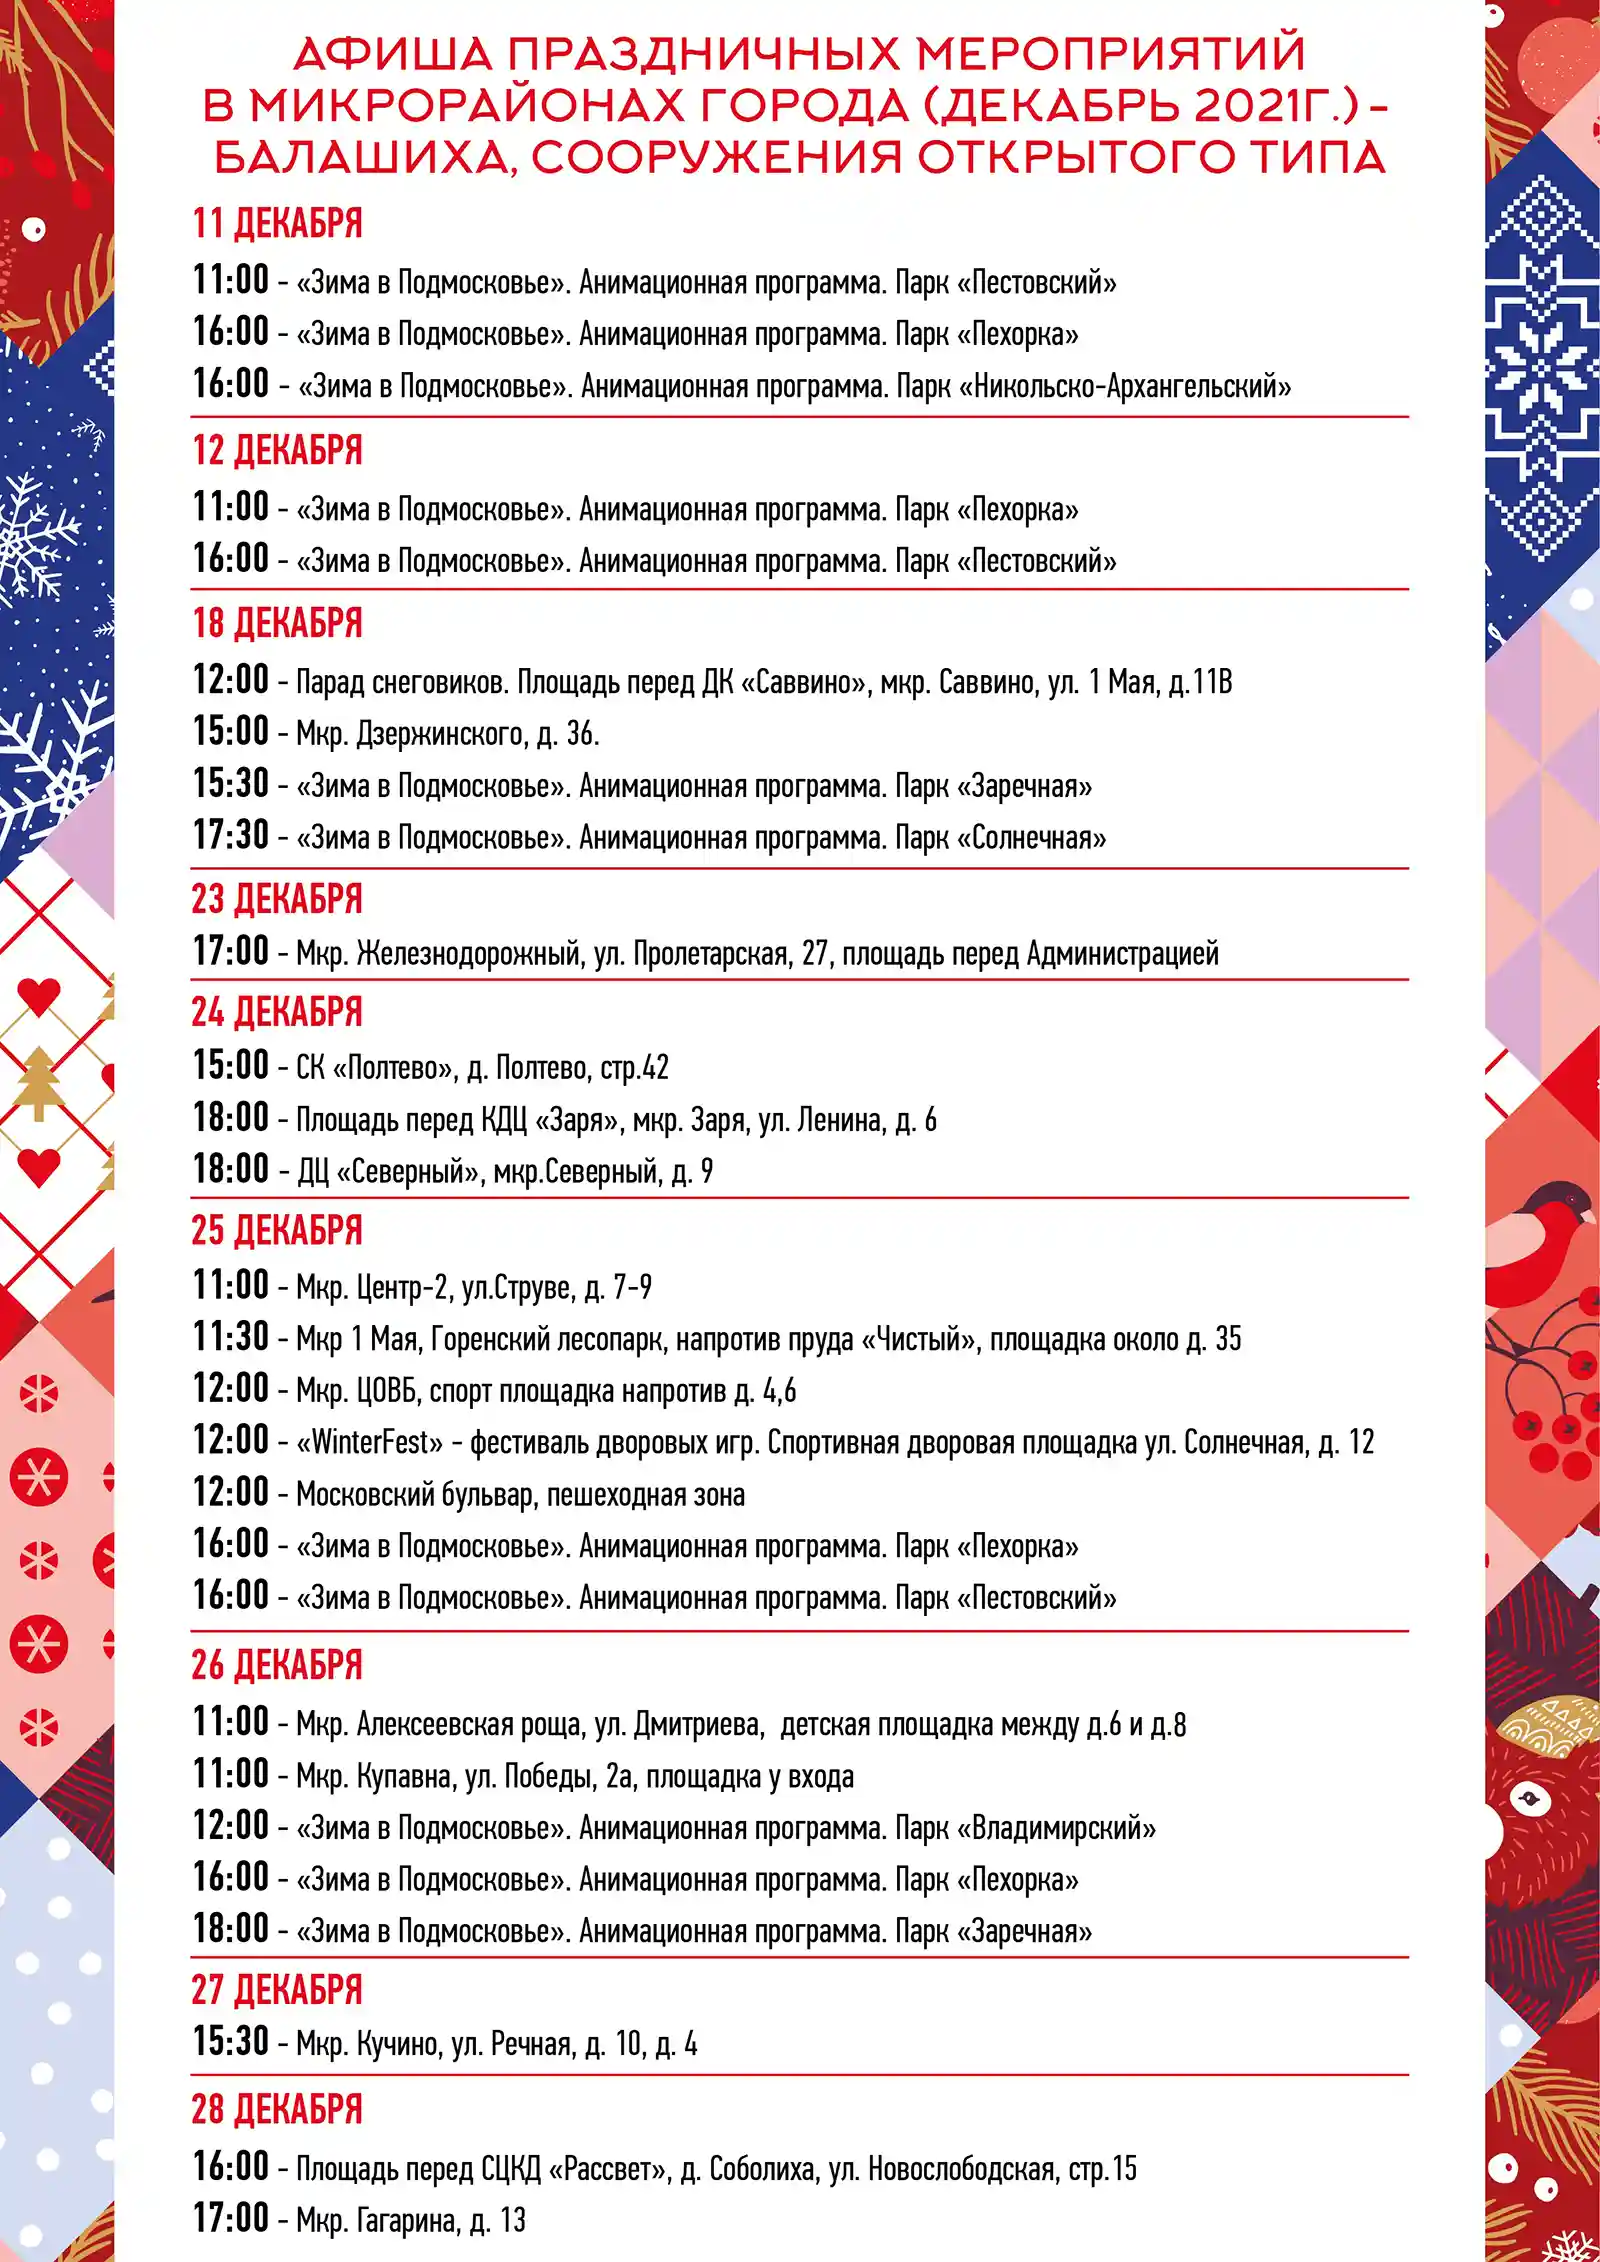 АФИША ПРАЗДНИЧНЫХ МЕРОПРИЯТИЙ
В МИКРОРАЙОНАХ ГОРОДА (ДЕКАБРЬ 2021Г.) –
БАЛАШИХА, СООРУЖЕНИЯ ОТКРЫТОГО ТИПА
11 ДЕКАБРЯ
11:00 - «Зима в Подмосковье». Анимационная программа. Парк «Пестовский»
16:00 - «Зима в Подмосковье». Анимационная программа. Парк «Пехорка»
16:00 - «Зима в Подмосковье». Анимационная программа. Парк «Никольско-Архангельский»
12 ДЕКАБРЯ
11:00 - «Зима в Подмосковье». Анимационная программа. Парк «Пехорка»
16:00 - «Зима в Подмосковье». Анимационная программа. Парк «Пестовский»
18 ДЕКАБРЯ
12:00 - Парад снеговиков. Площадь перед ДК «Саввино», мкр. Саввино, ул. 1 Мая, д.11В
15:00 - Мкр. Дзержинского, д. 36.
15:30 - «Зима в Подмосковье». Анимационная программа. Парк «Заречная»
17:30 - «Зима в Подмосковье». Анимационная программа. Парк «Солнечная»
23 ДЕКАБРЯ
17:00 - Мкр. Железнодорожный, ул. Пролетарская, 27, площадь перед Администрацией
24 ДЕКАБРЯ
15:00 - СК «Полтево», д. Полтево, стр.42
18:00 - Площадь перед КДЦ «Заря», мкр. Заря, ул. Ленина, д. 6
18:00 - ДЦ «Северный», мкр.Северный, д. 9
25 ДЕКАБРЯ
11:00 - Мкр. Центр-2, ул.Струве, д. 7-9
11:30 - Мкр 1 Мая, Горенский лесопарк, напротив пруда «Чистый», площадка около д. 35
12:00 - Мкр. ЦОВБ, спорт площадка напротив д. 4,6
12:00 - «WinterFest» - фестиваль дворовых игр. Спортивная дворовая площадка ул. Солнечная, д. 12
12:00 - Московский бульвар, пешеходная зона
16:00 - «Зима в Подмосковье». Анимационная программа. Парк «Пехорка»
16:00 - «Зима в Подмосковье». Анимационная программа. Парк «Пестовский»
26 ДЕКАБРЯ
11:00 - Мкр. Алексеевская роща, ул. Дмитриева, детская площадка между д.6 и д.8
11:00 - Мкр. Купавна, ул. Победы, 2а, площадка у входа
12:00 - «Зима в Подмосковье». Анимационная программа. Парк «Владимирский»
16:00 - «Зима в Подмосковье». Анимационная программа. Парк «Пехорка»
18:00 - «Зима в Подмосковье». Анимационная программа. Парк «Заречная»
27 ДЕКАБРЯ
15:30 - Мкр. Кучино, ул. Речная, д. 10, д. 4
28 ДЕКАБРЯ
16:00 - Площадь перед СЦКД «Рассвет», д. Соболиха, ул. Новослободская, стр.15
17:00 - Мкр. Гагарина, д. 13